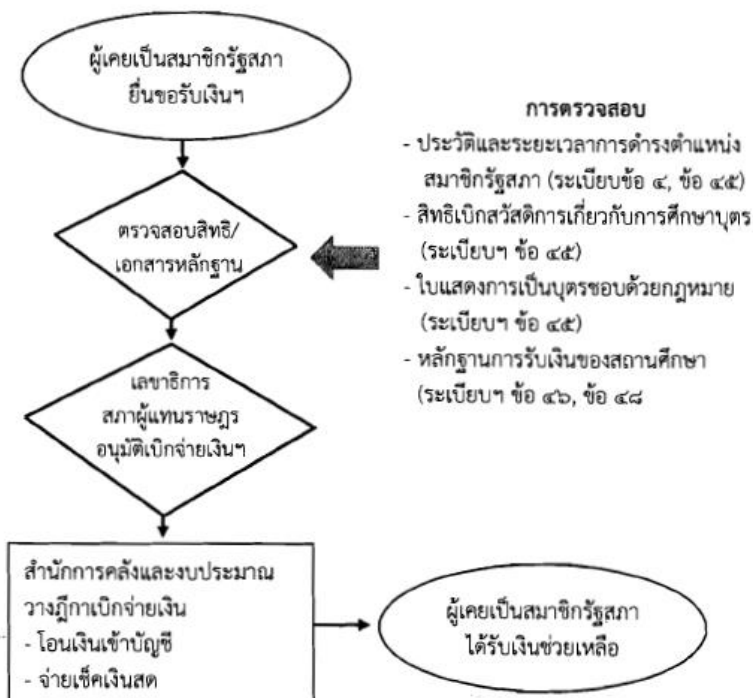 ผู้เคยเป็นสมาชิกรัฐสภา
ยื่นขอรับเงินฯ
ตรวจสอบสิทธิ/
เอกสารหลักฐาน
การตรวจสอบ
- ประวัติและระยะเวลาการดำรงตำแหน่ง
สมาชิกรัฐสภา (ระเบียบข้อ ๔, ข้อ ๔๕)
- สิทธิเบิกสวัสดิการเกี่ยวกับการศึกษาบุตร
(ระเบียบฯ ข้อ ๔๕)
- ใบแสดงการเป็นบุตรชอบด้วยกฎหมาย
(ระเบียบฯ ข้อ ๔๕)
- หลักฐานการรับเงินของสถานศึกษา
(ระเบียบฯ ข้อ ๔๖, ข้อ ๔๘
เลขาธิการ
สภาผู้แทนราษฎร
อนุมัติเบิกจ่ายเงินฯ
สำนักการคลังและงบประมาณ
วางฎีกาเบิกจ่ายเงิน
- โอนเงินเข้าบัญชี
- จ่ายเช็คเงินสด
ผู้เคยเป็นสมาชิกรัฐสภา
ได้รับเงินช่วยเหลือ